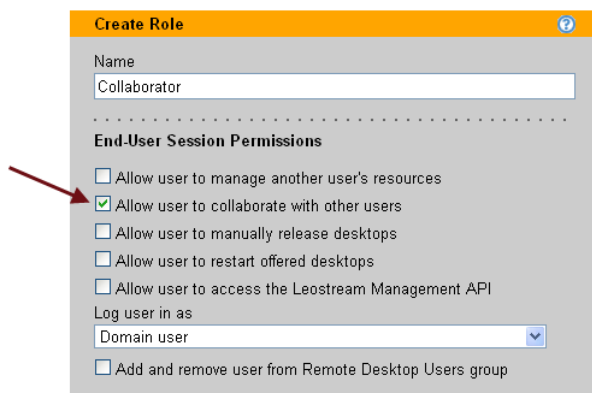 Create Role
?
Name
Collaborator
End-User Session Permissions
Allow user to manage another user's resources
Allow user to collaborate with other users
Allow user to manually release desktops
Allow user to restart offered desktops
Allow user to access the Leostream Management API
Log user in as
Domain user
Add and remove user from Remote Desktop Users group